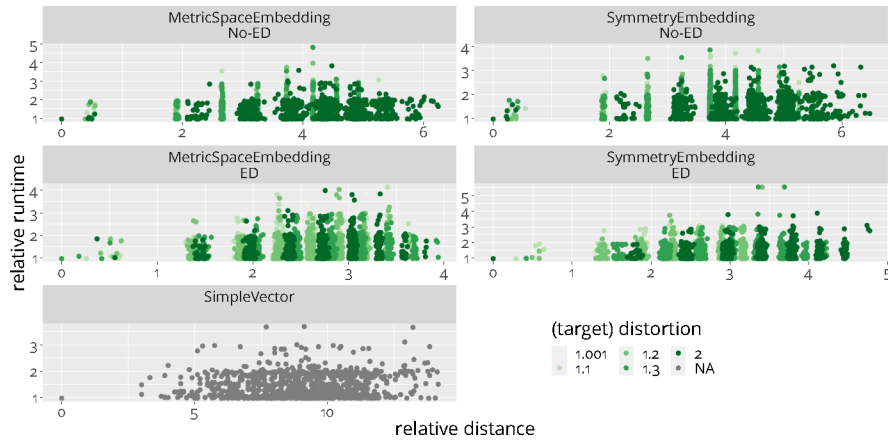 MetricSpaceEmbedding
No-ED
SymmetryEmbedding
No-ED
5
4
3
2
1
4
3
2
1
0 2 4 6
0 2 4 6
MetricSpaceEmbedding
ED
SymmetryEmbedding
ED
4
3
2
1
5
4
3
2
1
0 1 2 3 4
0 1 2 3 4 5
relative runtime
SimpleVector
3
2
1
0 5 10
relative distance
(target) distortion
1.001 1.2 2
1.1 1.3 NA